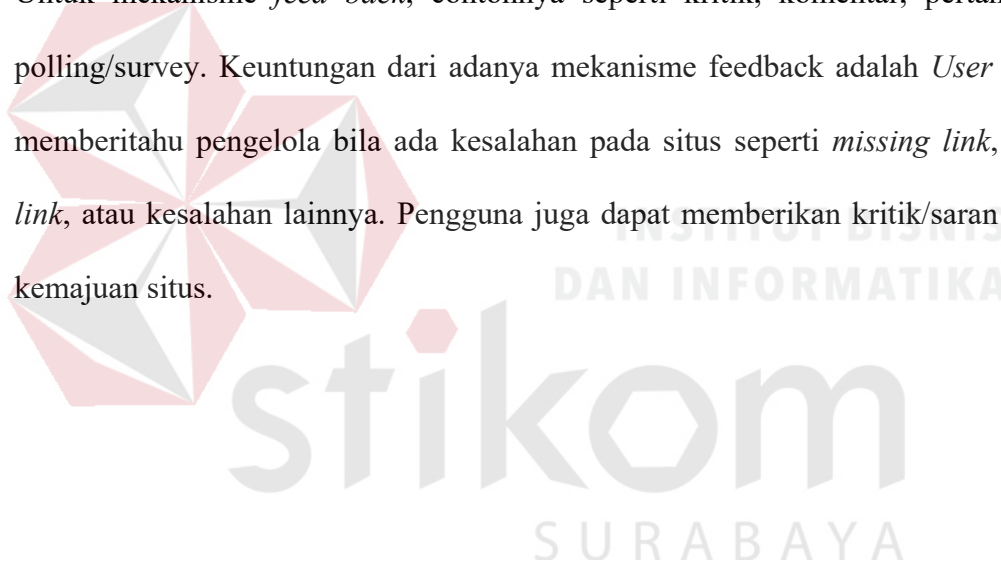 Untuk mekanisme feed back, contohnya seperti kritik, komentar,
polling/survey. Keuntungan dari adanya mekanisme feedback adalah User
memberitahu pengelola bila ada kesalahan pada situs seperti missing link,
link, atau kesalahan lainnya. Pengguna juga dapat memberikan kritik/saran
kemajuan situs.
INSTITUT BISNIS
DAN INFORMATIKA
stikom
SURABAYA